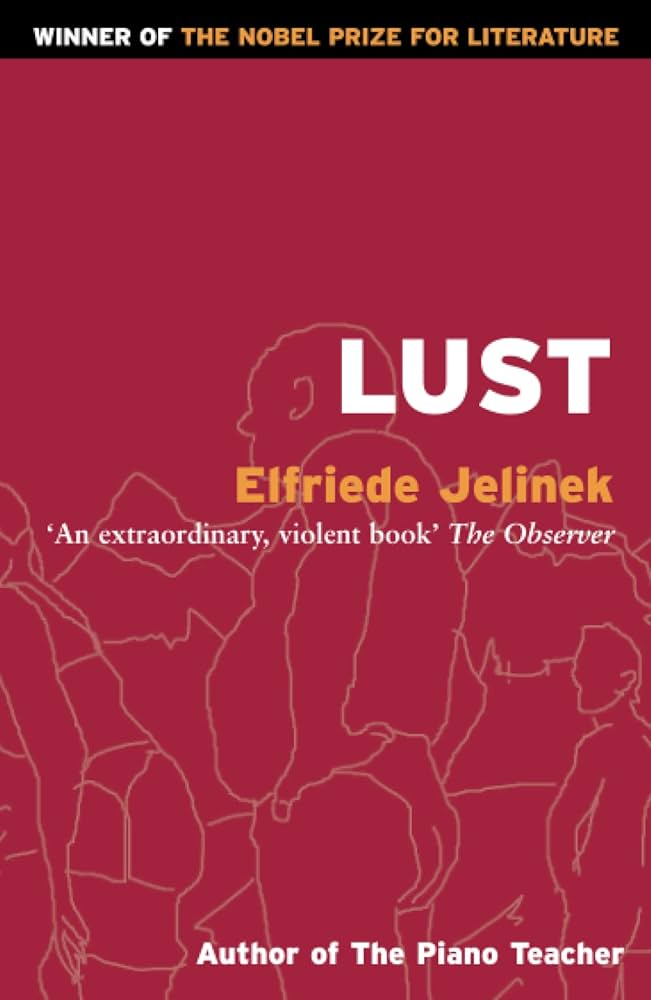 WINNER OF THE NOBEL PRIZE FOR LITERATURE
LUST
Elfriede Jelinek
‘An extraordinary, violent book’ The Observer
Author of The Piano Teacher